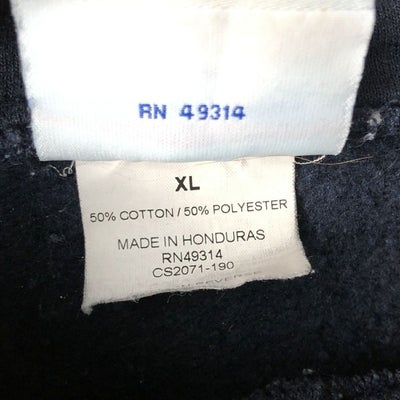 RN 49314
XL
50% COTTON / 50% POLYESTER
MADE IN HONDURAS
RN49314
CS2071-190